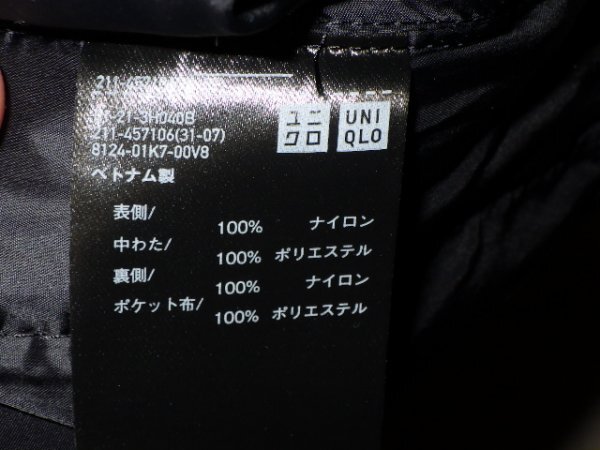 ユニ
クロ
UNI
QLO
211-457106(31-07)
8124-01K7-00V8
ベトナム製
表側/ 100% ナイロン
中わた/ 100% ポリエステル
裏側/ 100% ナイロン
ポケット布/ 100% ポリエステル